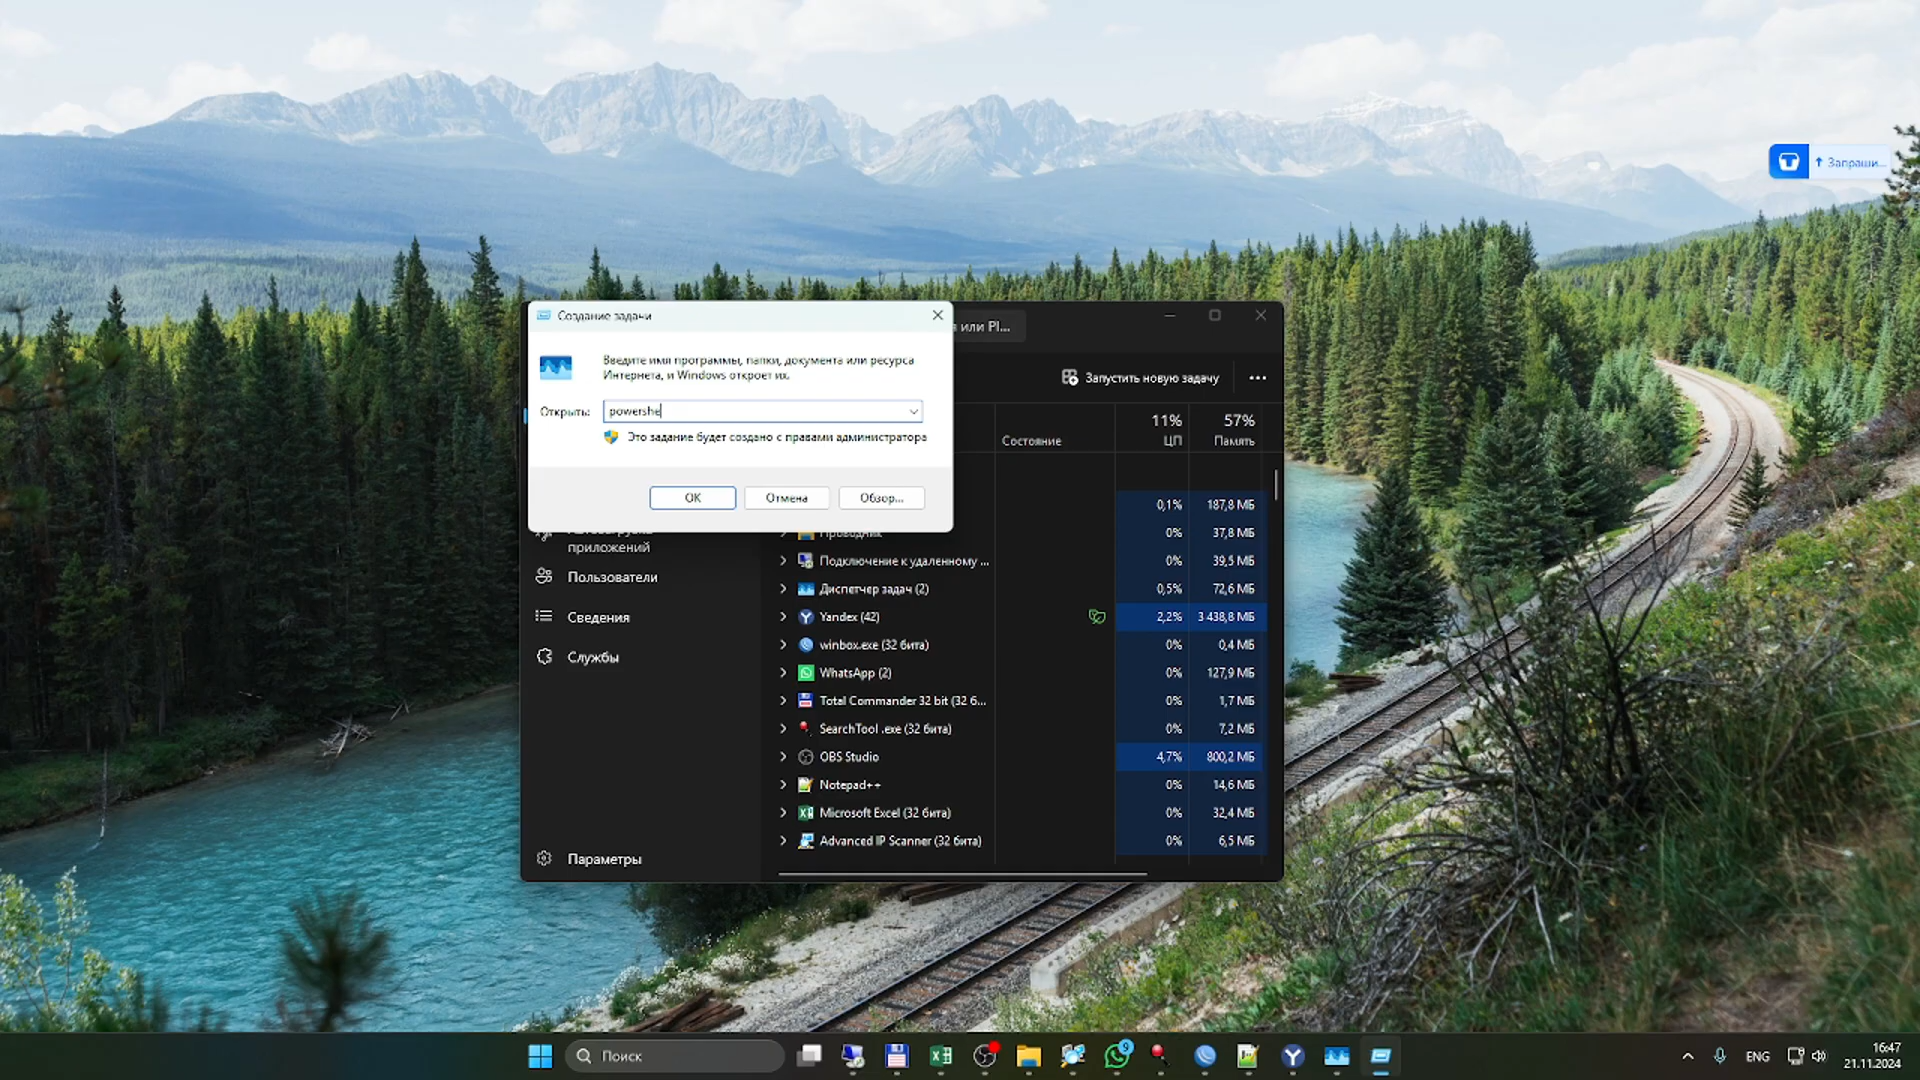 ↑ Запраши...
Создание задачи
Введите имя программы, папки, документа или ресурса
Интернета, и Windows откроет их.
Открыть:
powershe
Это задание будет создано с правами администратора
ОК
Отмена
Обзор...
или PI...
Запустить новую задачу
11%
57%
Состояние
ЦП
Память
приложений
Пользователи
Сведения
Службы
Параметры
0,1%
187,8 МБ
Проводник
0%
37,8 МБ
Подключение к удаленному ...
0%
39,5 МБ
Диспетчер задач (2)
0,5%
72,6 МБ
Yandex (42)
2,2%
3 438,8 МБ
winbox.exe (32 бита)
0%
0,4 МБ
WhatsApp (2)
0%
127,9 МБ
Total Commander 32 bit (32 б...
0%
1,7 МБ
SearchTool .exe (32 бита)
0%
7,2 МБ
OBS Studio
4,7%
800,2 МБ
Notepad++
0%
14,6 МБ
Microsoft Excel (32 бита)
0%
32,4 МБ
Advanced IP Scanner (32 бита)
0%
6,5 МБ
Поиск
9
ENG
16:47
21.11.2024